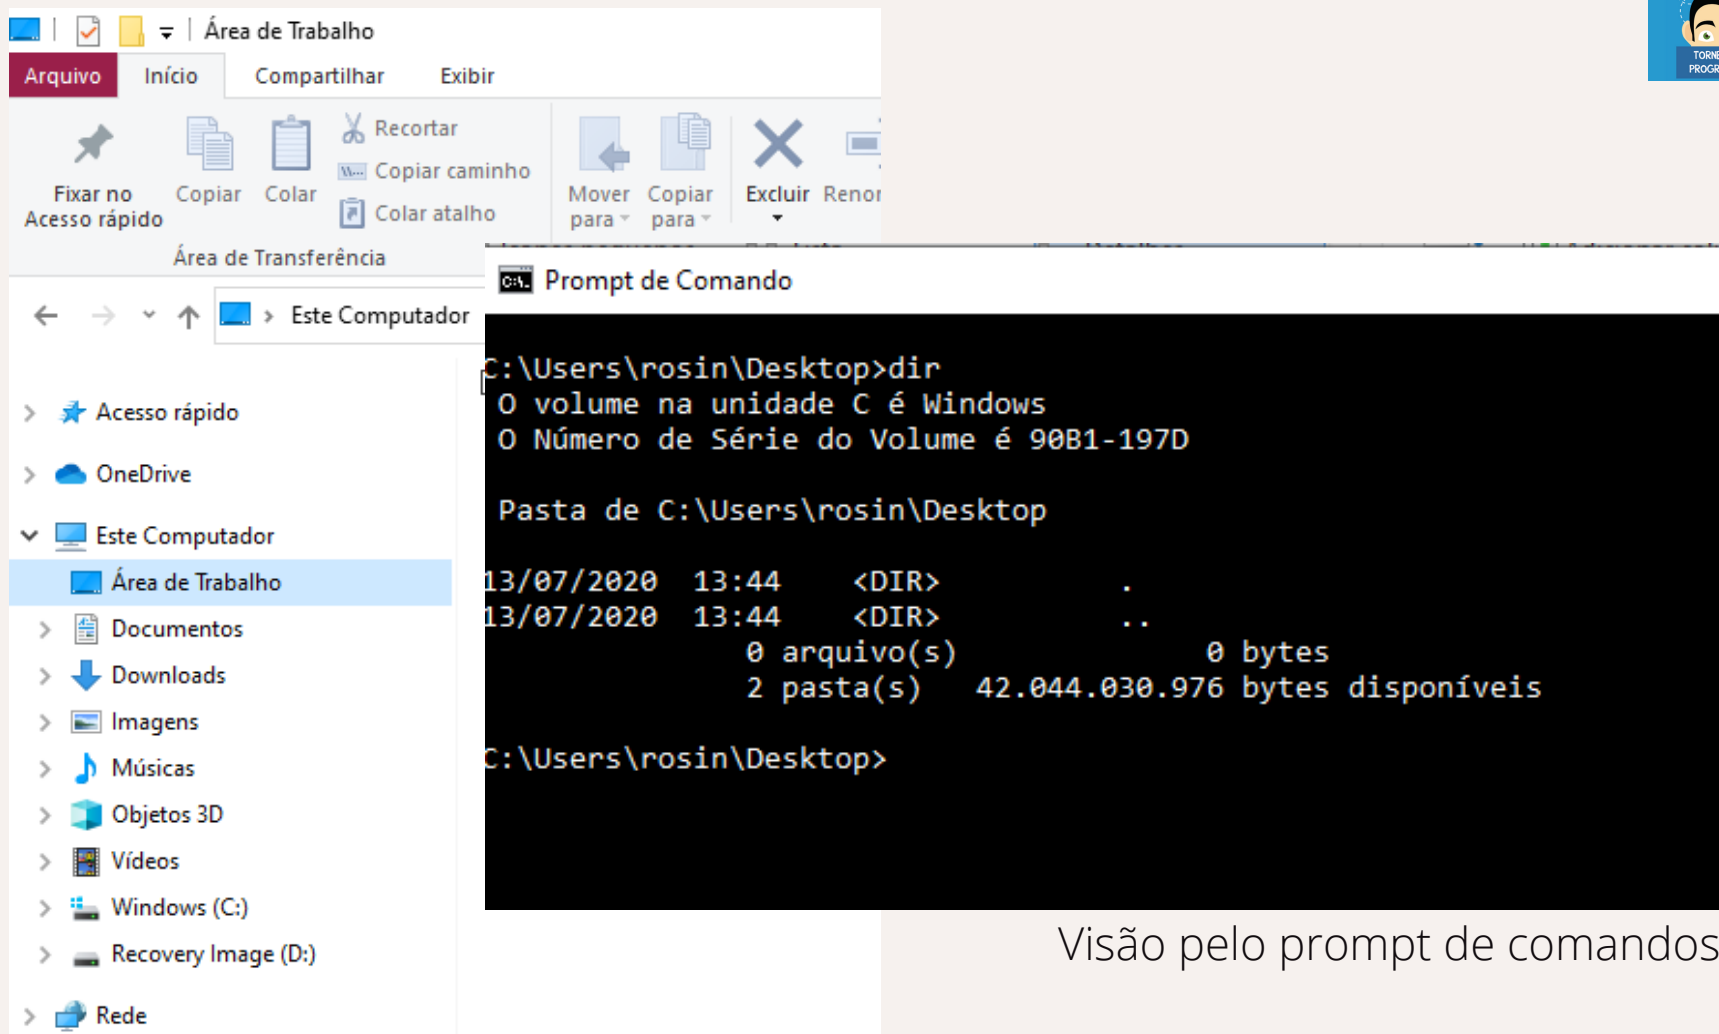 Área de Trabalho
Arquivo Início Compartilhar Exibir
Recortar
Copiar caminho
Colar atalho
Fixar no
Acesso rápido
Copiar Colar
Mover
para
Copiar
para
Excluir
Área de Transferência
Este Computador
Acesso rápido
OneDrive
Este Computador
Área de Trabalho
Documentos
Downloads
Imagens
Músicas
Objetos 3D
Vídeos
Windows (C:)
Recovery Image (D:)
Rede
Prompt de Comando
C:\Users\rosin\Desktop>dir
O volume na unidade C é Windows
O Número de Série do Volume é 90B1-197D
Pasta de C:\Users\rosin\Desktop
13/07/2020 13:44 <DIR> .
13/07/2020 13:44 <DIR> ..
0 arquivo(s) 0 bytes
2 pasta(s) 42.044.030.976 bytes disponíveis
C:\Users\rosin\Desktop>
Visão pelo prompt de comandos